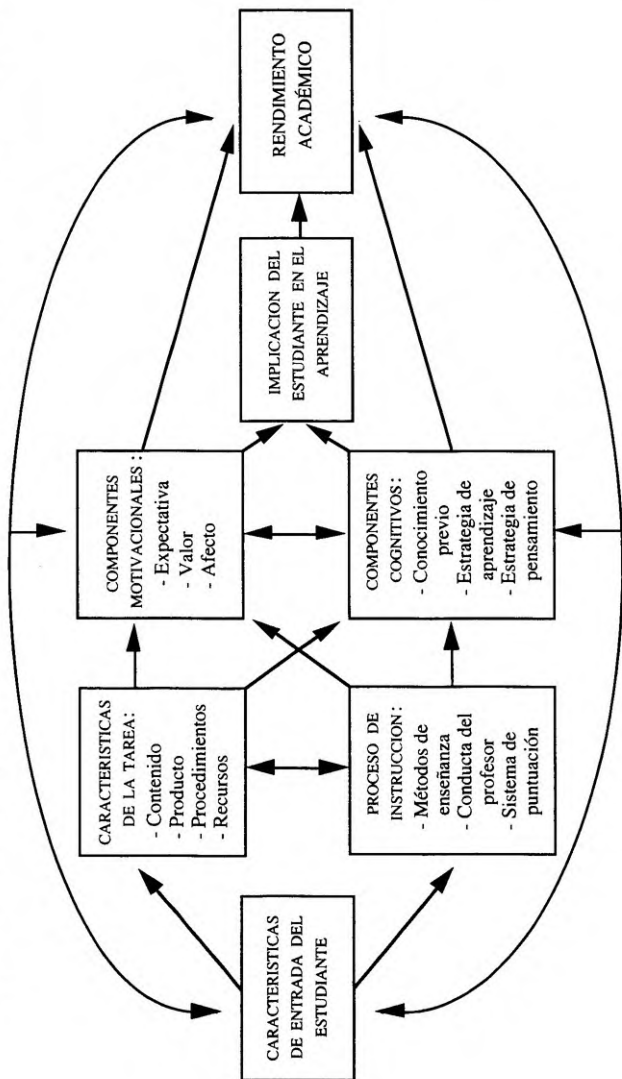 CARACTERISTICAS
DE ENTRADA DEL
ESTUDIANTE
CARACTERISTICAS
DE LA TAREA:
- Contenido
- Producto
- Procedimientos
- Recursos
PROCESO DE
INSTRUCCION:
- Métodos de
enseñanza
- Conducta del
profesor
- Sistema de
puntuación
COMPONENTES
MOTIVACIONALES:
- Expectativa
- Valor
- Afecto
COMPONENTES
COGNITIVOS:
- Conocimiento
previo
- Estrategia de
aprendizaje
- Estrategia de
pensamiento
IMPLICACION DEL
ESTUDIANTE EN EL
APRENDIZAJE
RENDIMIENTO
ACADÉMICO